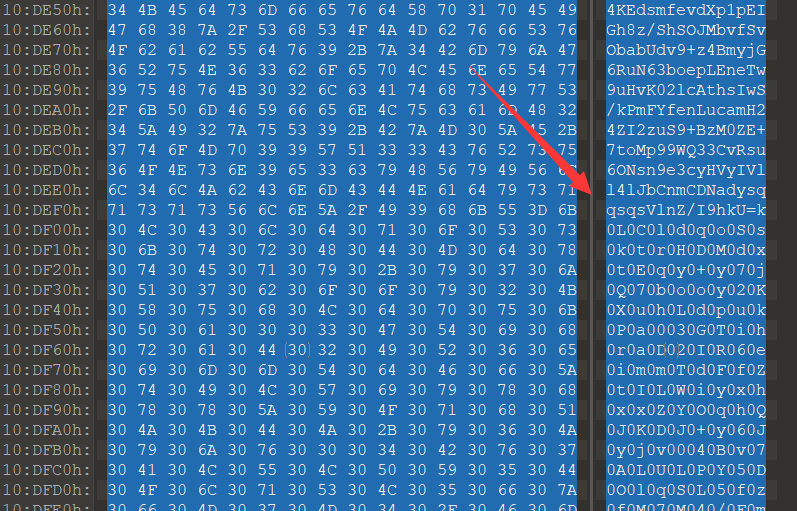 10:DE50h: 34 4B 45 64 73 6D 66 65 76 64 58 70 31 70 45 49 4KEdsmfevdXp1pEI
10:DE60h: 47 68 38 7A 2F 53 68 53 4F 4A 4D 62 76 66 53 76 Gh8z/ShSOJMbvfSv
10:DE70h: 4F 62 61 62 55 64 76 39 2B 7A 34 42 6D 79 6A 47 ObabUdv9+z4BmyjG
10:DE80h: 36 52 75 4E 36 33 62 6F 65 70 4C 45 6E 65 54 77 6RuN63boepLEneTw
10:DE90h: 39 75 48 76 4B 30 32 6C 63 41 74 68 73 49 77 53 9uHvK02lcAthsIwS
10:DEA0h: 2F 6B 50 6D 46 59 66 65 6E 4C 75 63 61 6D 48 32 /kPmFYfenLucamH2
10:DEB0h: 34 5A 49 32 7A 75 53 39 2B 42 7A 4D 30 5A 45 2B 4ZI2zuS9+BzM0ZE+
10:DEC0h: 37 74 6F 4D 70 39 39 57 51 33 33 43 76 52 73 75 7toMp99WQ33CvRsu
10:DED0h: 36 4F 4E 73 6E 39 65 33 63 79 48 56 79 49 56 6C 6ONsn9e3cyHVyIVl
10:DEE0h: 6C 34 6C 4A 62 43 6E 6D 43 44 4E 61 64 79 73 71 l4lJbCnmCDNadysq
10:DEF0h: 71 73 71 73 56 6C 6E 5A 2F 49 39 68 6B 55 3D 6B qsqsVlnZ/I9hkU=k
10:DF00h: 30 4C 30 43 30 6C 30 64 30 71 30 6F 30 53 30 73 0L0C0l0d0q0o0S0s
10:DF10h: 30 6B 30 74 30 72 30 48 30 44 30 4D 30 64 30 78 0k0t0r0H0D0M0d0x
10:DF20h: 30 74 30 45 30 71 30 79 30 2B 30 79 30 37 30 6A 0t0E0q0y0+0y070j
10:DF30h: 30 51 30 37 30 62 30 6F 30 6F 30 79 30 32 30 4B 0Q070b0o0o0y020K
10:DF40h: 30 58 30 75 30 68 30 4C 30 64 30 70 30 75 30 6B 0X0u0h0L0d0p0u0k
10:DF50h: 30 50 30 61 30 30 30 33 30 47 30 54 30 69 30 68 0P0a00030G0T0i0h
10:DF60h: 30 72 30 61 30 44 30 32 30 49 30 52 30 36 30 65 0r0a0D020I0R060e
10:DF70h: 30 69 30 6D 30 6D 30 54 30 64 30 46 30 66 30 5A 0i0m0m0T0d0F0f0Z
10:DF80h: 30 74 30 49 30 4C 30 57 30 69 30 79 30 78 30 68 0t0I0L0W0i0y0x0h
10:DF90h: 30 78 30 78 30 5A 30 59 30 4F 30 71 30 68 30 51 0x0x0Z0Y0O0q0h0Q
10:DFA0h: 30 4A 30 4B 30 44 30 4A 30 2B 30 79 30 36 30 4A 0J0K0D0J0+0y060J
10:DFB0h: 30 79 30 6A 30 76 30 30 30 34 30 42 30 76 30 37 0y0j0v00040B0v07
10:DFC0h: 30 41 30 4C 30 55 30 4C 30 50 30 59 30 35 30 44 0A0L0U0L0P0Y050D
10:DFD0h: 30 4F 30 6C 30 71 30 53 30 4C 30 35 30 66 30 7A 0O0l0q0S0L050f0z